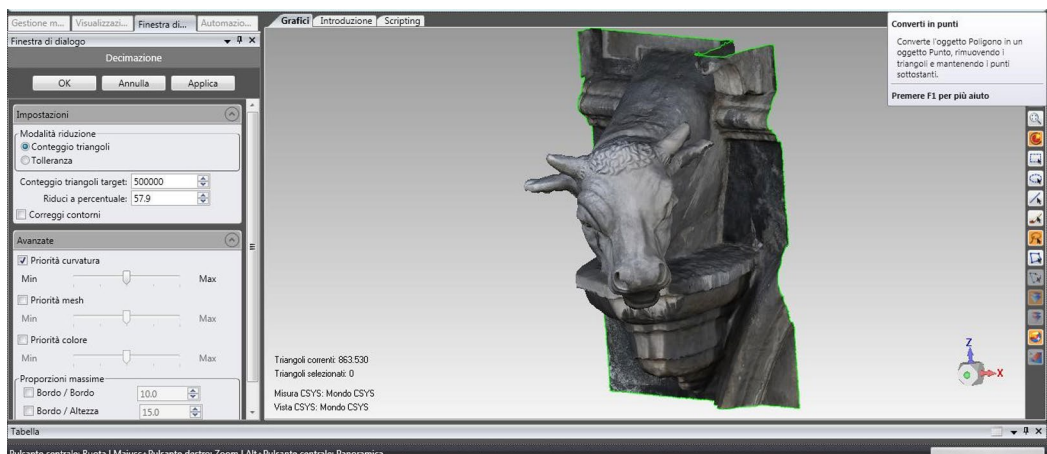 Gestione m...
Visualizzazi...
Finestra di...
Automazio...
Grafici
Introduzione
Scripting
Finestra di dialogo
Decimazione
OK
Annulla
Applica
Impostazioni
Modalità riduzione
Conteggio triangoli
Tolleranza
Conteggio triangoli target: 500000
Riduci a percentuale: 57.9
Correggi contorni
Avanzate
Priorità curvatura
Min Max
Priorità mesh
Min Max
Priorità colore
Min Max
Proporzioni massime
Bordo / Bordo 10.0
Bordo / Altezza 15.0
Triangoli correnti: 863.530
Triangoli selezionati: 0
Misura CSYS: Mondo CSYS
Vista CSYS: Mondo CSYS
Z
X
Converti in punti
Converte l'oggetto Poligono in un
oggetto Punto, rimuovendo i
triangoli e mantenendo i punti
sottostanti.
Premere F1 per più aiuto
Tabella
Pulsante centrale: Ruota | Maiusc+Pulsante destro: Zoom | Alt+Pulsante centrale: Panoramica